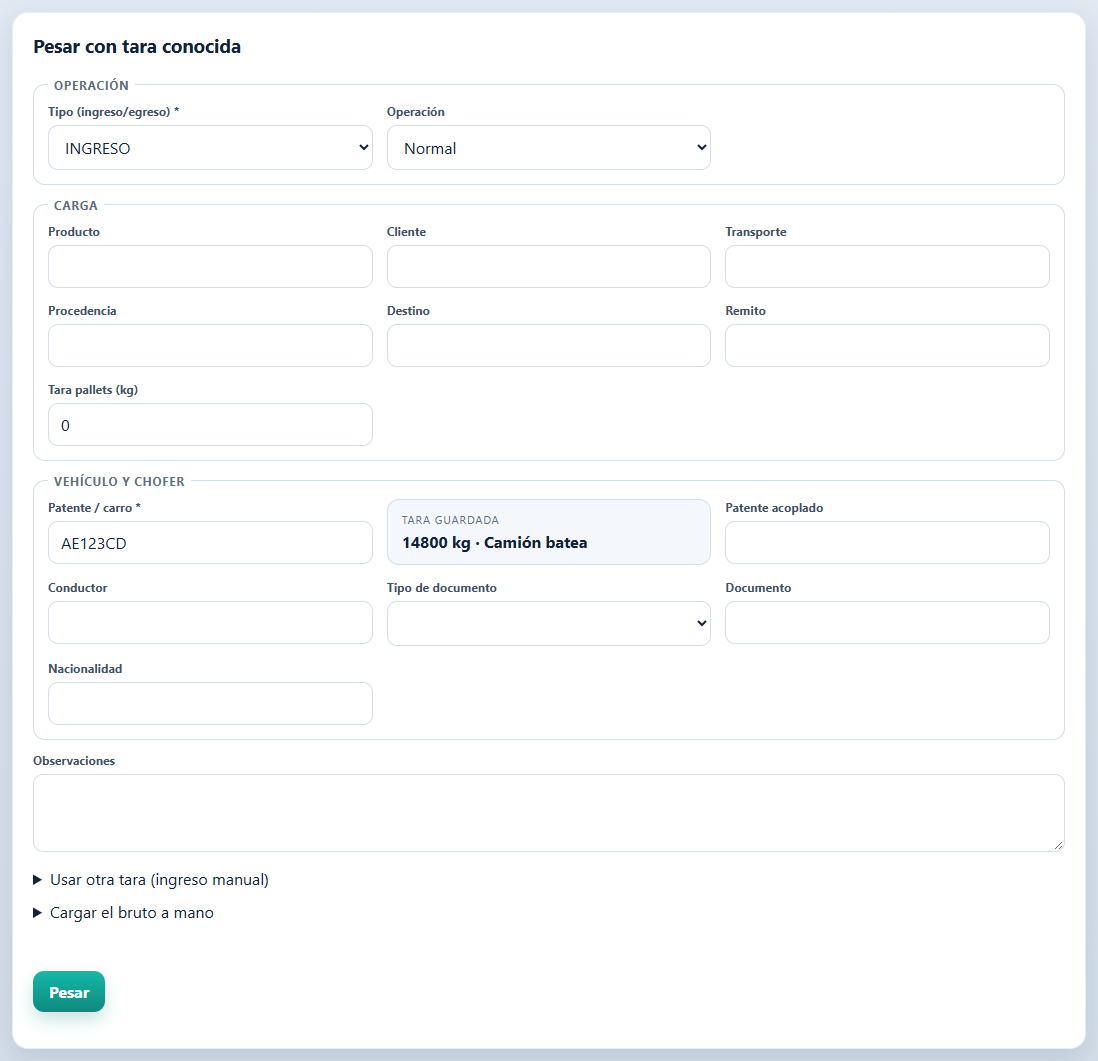 Pesar con tara conocida
OPERACIÓN
Tipo (ingreso/egreso) *
Operación
INGRESO
Normal
CARGA
Producto
Cliente
Transporte
Procedencia
Destino
Remito
Tara pallets (kg)
0
VEHÍCULO Y CHOFER
Patente / carro *
AE123CD
TARA GUARDADA
14800 kg · Camión batea
Patente acoplado
Conductor
Tipo de documento
Documento
Nacionalidad
Observaciones
Usar otra tara (ingreso manual)
Cargar el bruto a mano
Pesar